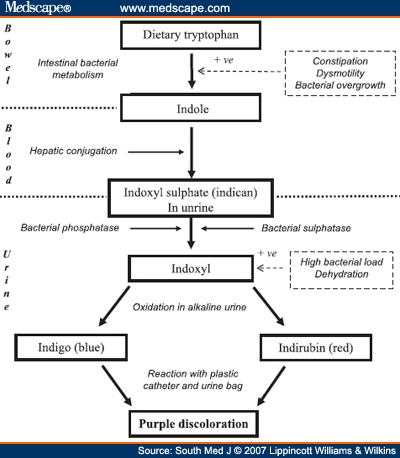 Medscape® www.medscape.com
Bowel
Dietary tryptophan
Intestinal bacterial
metabolism
+ ve
Constipation
Dysmotility
Bacterial overgrowth
Indole
Blood
Hepatic conjugation
Indoxyl sulphate (indican)
In unrine
Bacterial phosphatase
Bacterial sulphatase
Urine
Indoxyl
+ ve
High bacterial load
Dehydration
Oxidation in alkaline urine
Indigo (blue)
Indirubin (red)
Reaction with plastic
catheter and urine bag
Purple discoloration
Source: South Med J © 2007 Lippincott Williams & Wilkins